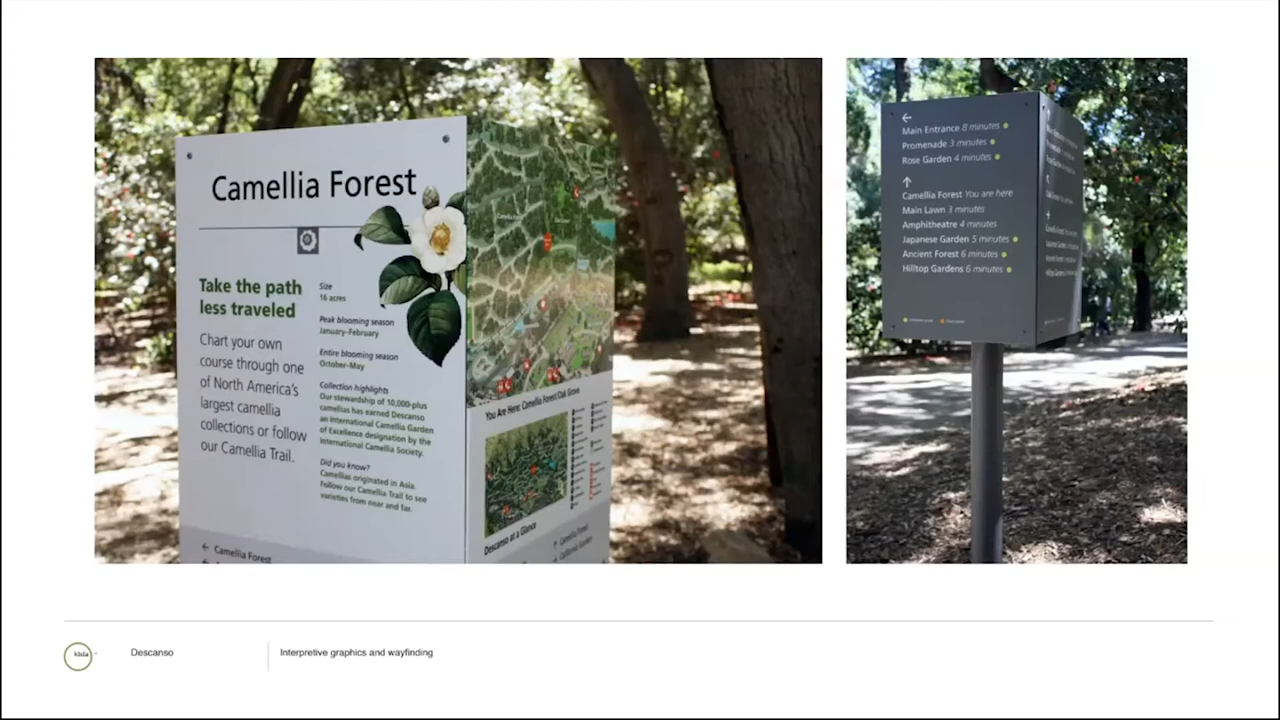 Camellia Forest
Take the path
less traveled
Chart your own
course through one
of North America's
largest camellia
collections or follow
our Camellia Trail.
Size
16 acres
Peak blooming season
January–February
Entire blooming season
October–May
Collection highlights
Our stewardship of 10,000-plus
camellias has earned Descanso
an International Camellia Garden
of Excellence designation by the
International Camellia Society.
Did you know?
Camellias originated in Asia.
Follow our Camellia Trail to see
varieties from near and far.
← Camellia Forest
You Are Here: Camellia Forest/Oak Grove
Descanso at a Glance
↑ Camellia Forest
California Garden
←
Main Entrance 8 minutes
Promenade 3 minutes
Rose Garden 4 minutes
↑
Camellia Forest You are here
Main Lawn 3 minutes
Amphitheatre 4 minutes
Japanese Garden 5 minutes
Ancient Forest 6 minutes
Hilltop Gardens 6 minutes
kbda
Descanso
Interpretive graphics and wayfinding